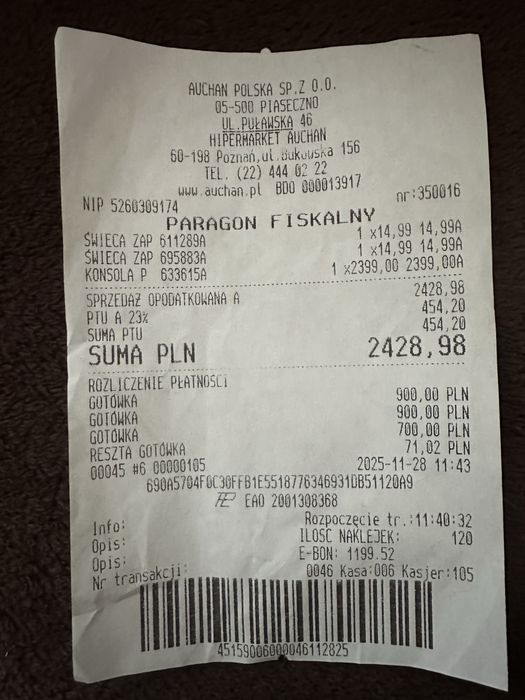 AUCHAN POLSKA SP.Z O.O.
05-500 PIASECZNO
UL.PUŁAWSKA 46
HIPERMARKET AUCHAN
60-198 Poznań,ul.Bukowska 156
TEL. (22) 444 02 22
www.auchan.pl BDO 000013917
NIP 5260309174 nr:350016
PARAGON FISKALNY
ŚWIECA ZAP 611289A 1 x14,99 14,99A
ŚWIECA ZAP 695883A 1 x14,99 14,99A
KONSOLA P 633615A 1 x2399,00 2399,00A
SPRZEDAŻ OPODATKOWANA A 2428,98
PTU A 23% 454,20
SUMA PTU 454,20
SUMA PLN 2428,98
ROZLICZENIE PŁATNOŚCI
GOTÓWKA 900,00 PLN
GOTÓWKA 900,00 PLN
GOTÓWKA 700,00 PLN
RESZTA GOTÓWKA 71,02 PLN
00045 #6 00000105 2025-11-28 11:43
690A5704F0C30FFB1E5518776346931DB51120A9
EAO 2001308368
Info: Rozpoczęcie tr.:11:40:32
Opis: ILOŚĆ NAKLEJEK: 120
Opis: E-BON: 1199.52
Nr transakcji: 0046 Kasa:006 Kasjer:105
45159006000046112825